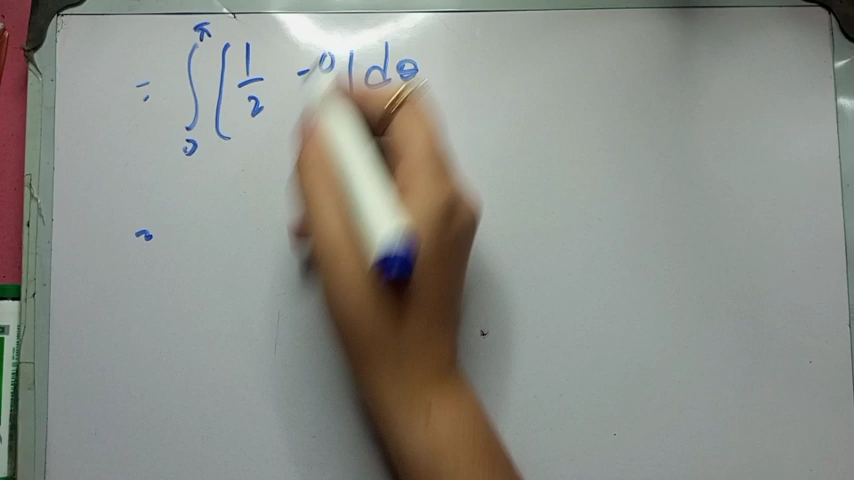 = ∫₀^π [1/2 - 0] dθ
=